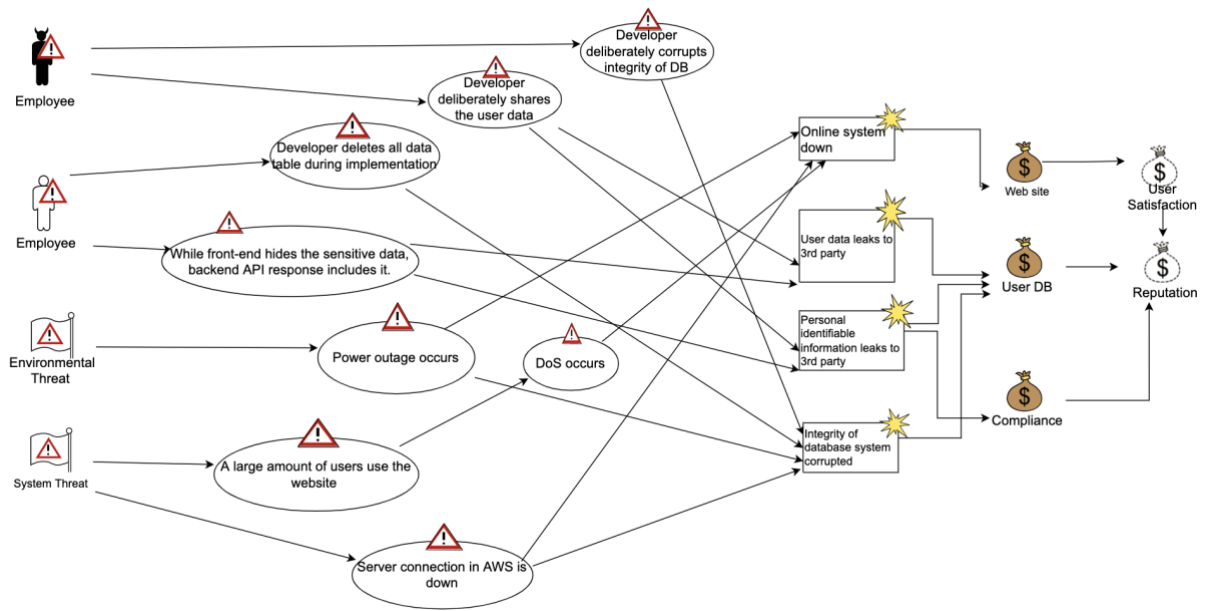 Employee
Developer
deliberately corrupts
integrity of DB
Developer
deliberately shares
the user data
Developer deletes all data
table during implementation
Employee
While front-end hides the sensitive data,
backend API response includes it.
Environmental
Threat
Power outage occurs
DoS occurs
System Threat
A large amount of users use the
website
Server connection in AWS is
down
Online system
down
User data leaks to
3rd party
Personal
identifiable
information leaks to
3rd party
Integrity of
database system
corrupted
$
Web site
$
User DB
$
Compliance
$
User
Satisfaction
$
Reputation